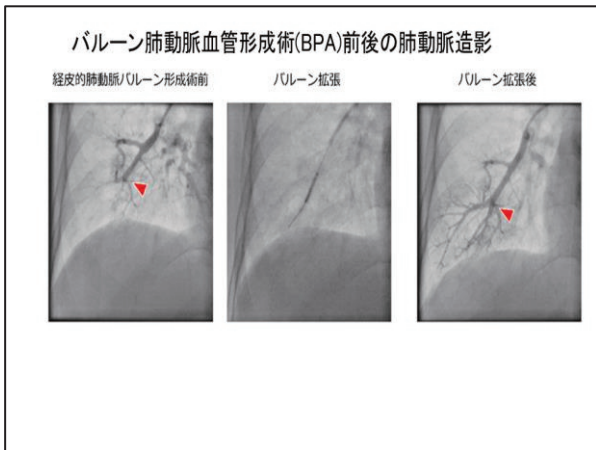 バルーン肺動脈血管形成術(BPA)前後の肺動脈造影
経皮的肺動脈バルーン形成術前
バルーン拡張
バルーン拡張後